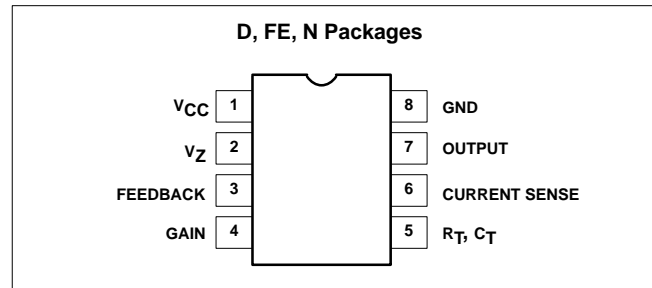 D, FE, N Packages
VCC 1 8 GND
VZ 2 7 OUTPUT
FEEDBACK 3 6 CURRENT SENSE
GAIN 4 5 RT, CT